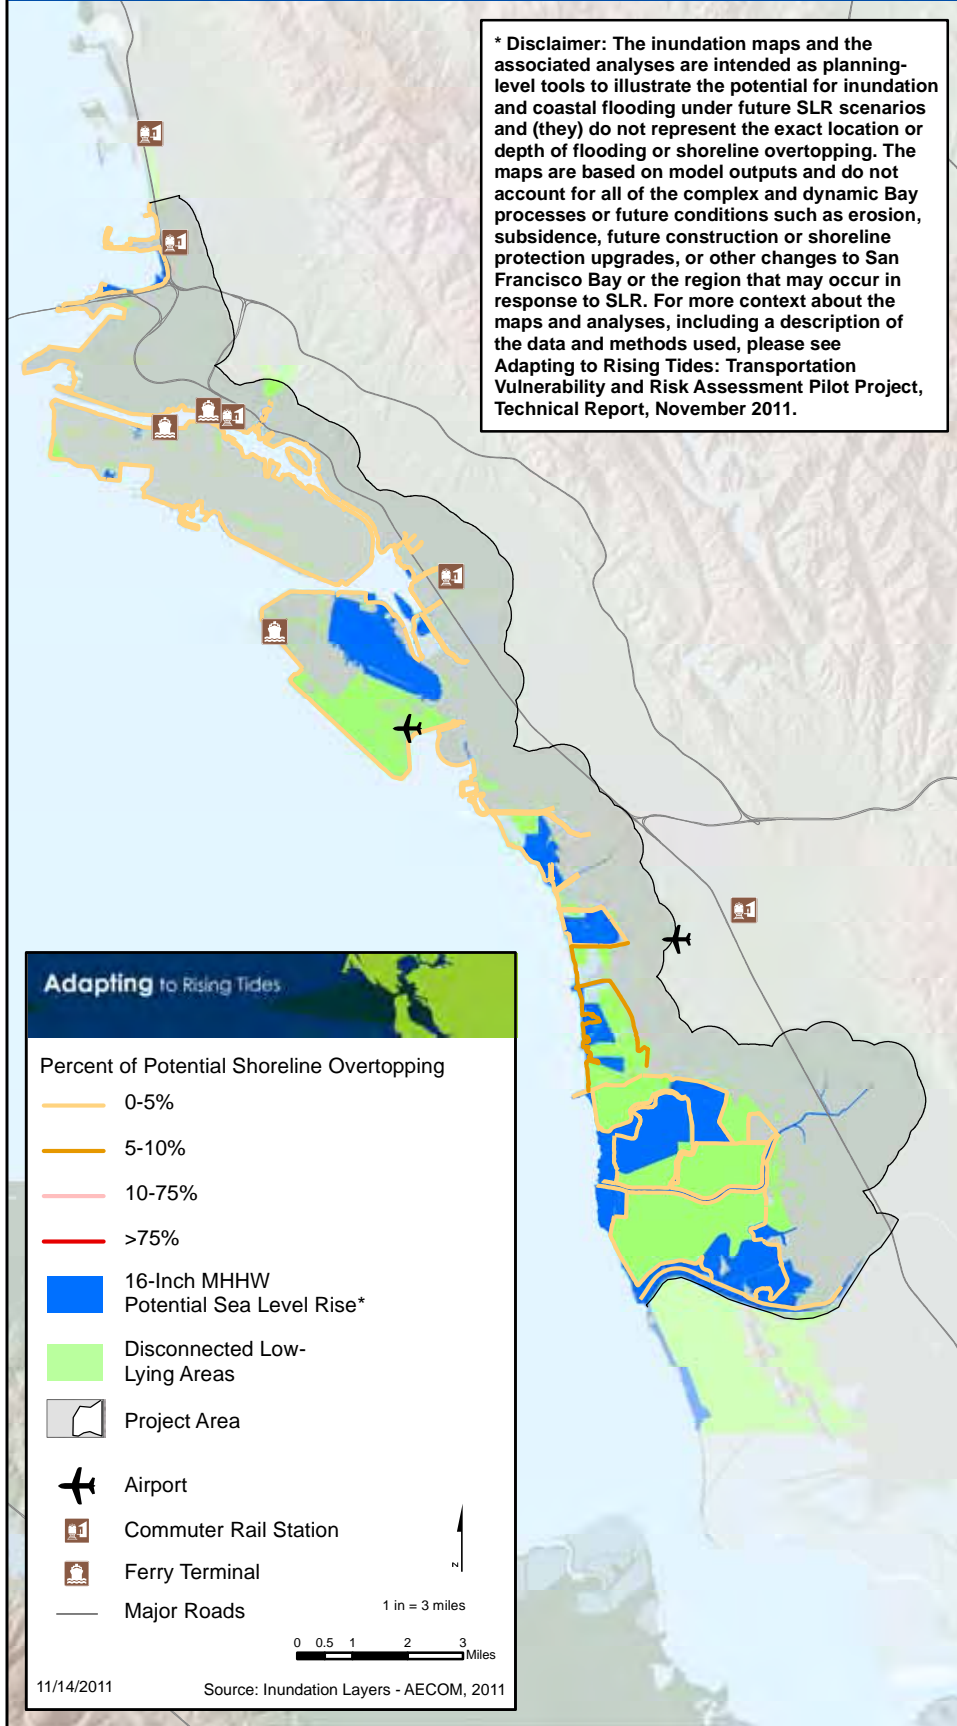 * Disclaimer: The inundation maps and the
associated analyses are intended as planning-
level tools to illustrate the potential for inundation
and coastal flooding under future SLR scenarios
and (they) do not represent the exact location or
depth of flooding or shoreline overtopping. The
maps are based on model outputs and do not
account for all of the complex and dynamic Bay
processes or future conditions such as erosion,
subsidence, future construction or shoreline
protection upgrades, or other changes to San
Francisco Bay or the region that may occur in
response to SLR. For more context about the
maps and analyses, including a description of
the data and methods used, please see
Adapting to Rising Tides: Transportation
Vulnerability and Risk Assessment Pilot Project,
Technical Report, November 2011.
Adapting to Rising Tides
Percent of Potential Shoreline Overtopping
0-5%
5-10%
10-75%
>75%
16-Inch MHHW
Potential Sea Level Rise*
Disconnected Low-
Lying Areas
Project Area
Airport
Commuter Rail Station
Ferry Terminal
Major Roads
N
1 in = 3 miles
0 0.5 1 2 3
Miles
11/14/2011
Source: Inundation Layers - AECOM, 2011